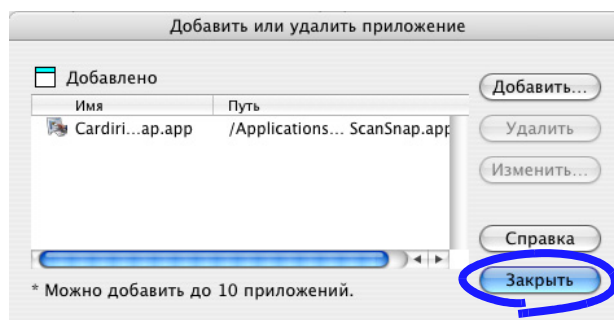 Добавить или удалить приложение
Добавлено
Имя Путь
Cardiri...ap.app /Applications... ScanSnap.app
* Можно добавить до 10 приложений.
Добавить...
Удалить
Изменить...
Справка
Закрыть